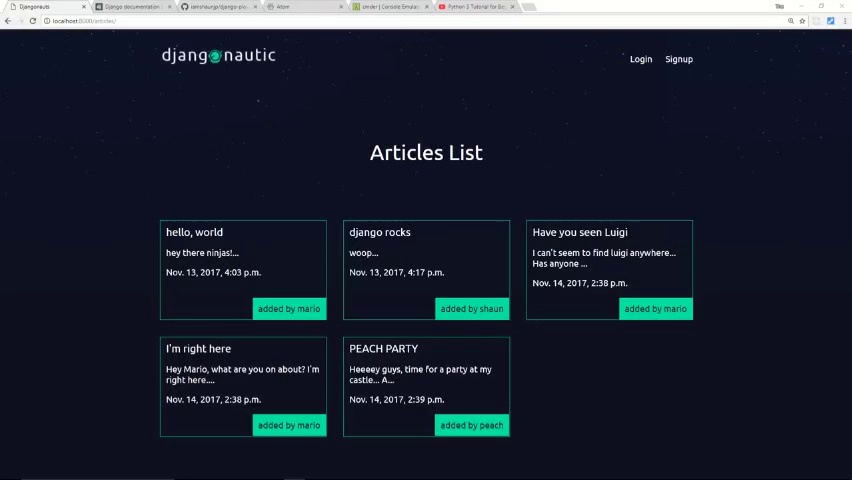 Djangonauts
Django documentation
iamshaunjp/django-pla
Atom
cmder | Console Emulat
Python 3 Tutorial for Be
localhost:8000/articles/
djangonautic
Login Signup
Articles List
hello, world
hey there ninjas!...
Nov. 13, 2017, 4:03 p.m.
added by mario
django rocks
woop...
Nov. 13, 2017, 4:17 p.m.
added by shaun
Have you seen Luigi
I can't seem to find luigi anywhere...
Has anyone ...
Nov. 14, 2017, 2:38 p.m.
added by mario
I'm right here
Hey Mario, what are you on about? I'm
right here....
Nov. 14, 2017, 2:38 p.m.
added by mario
PEACH PARTY
Heeeey guys, time for a party at my
castle... A...
Nov. 14, 2017, 2:39 p.m.
added by peach